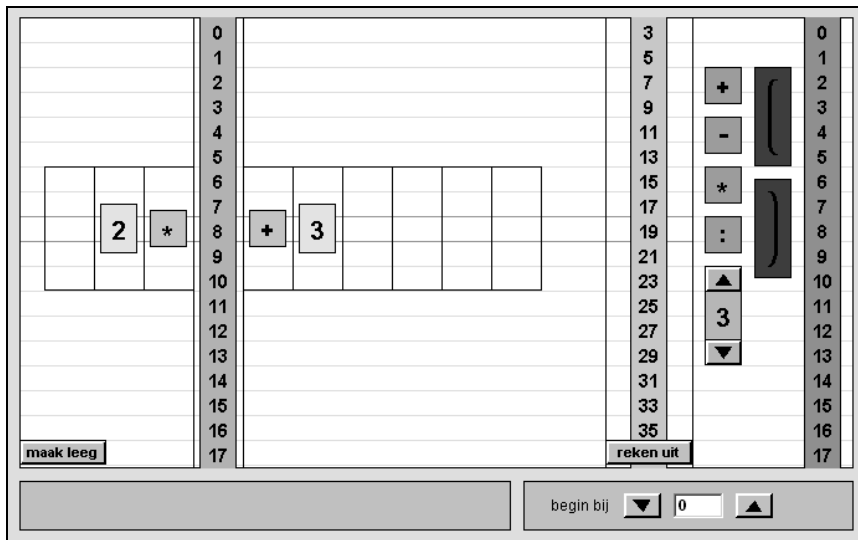 0 3 0
1 5 + 1
2 7 2
3 9 3
4 11 - 4
5 13 5
6 15 * 6
7 17 7
2 * 8 + 3 19 : 8
9 21 9
10 23 10
11 25 3 11
12 27 12
13 29 13
14 31 14
15 33 15
16 35 16
maak leeg 17 reken uit 17
begin bij 0